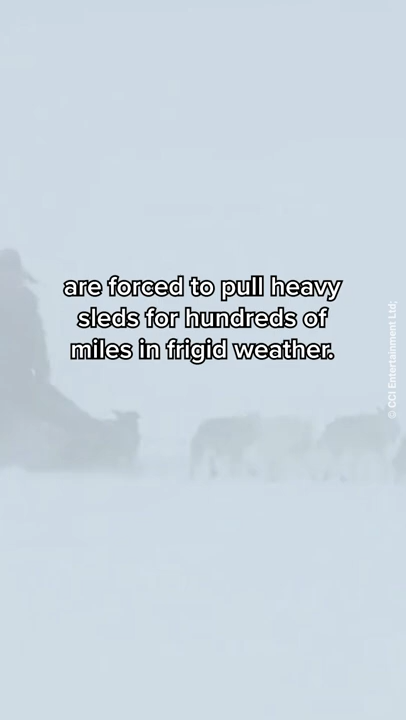 are forced to pull heavy
sleds for hundreds of
miles in frigid weather.
© CCI Entertainment Ltd;